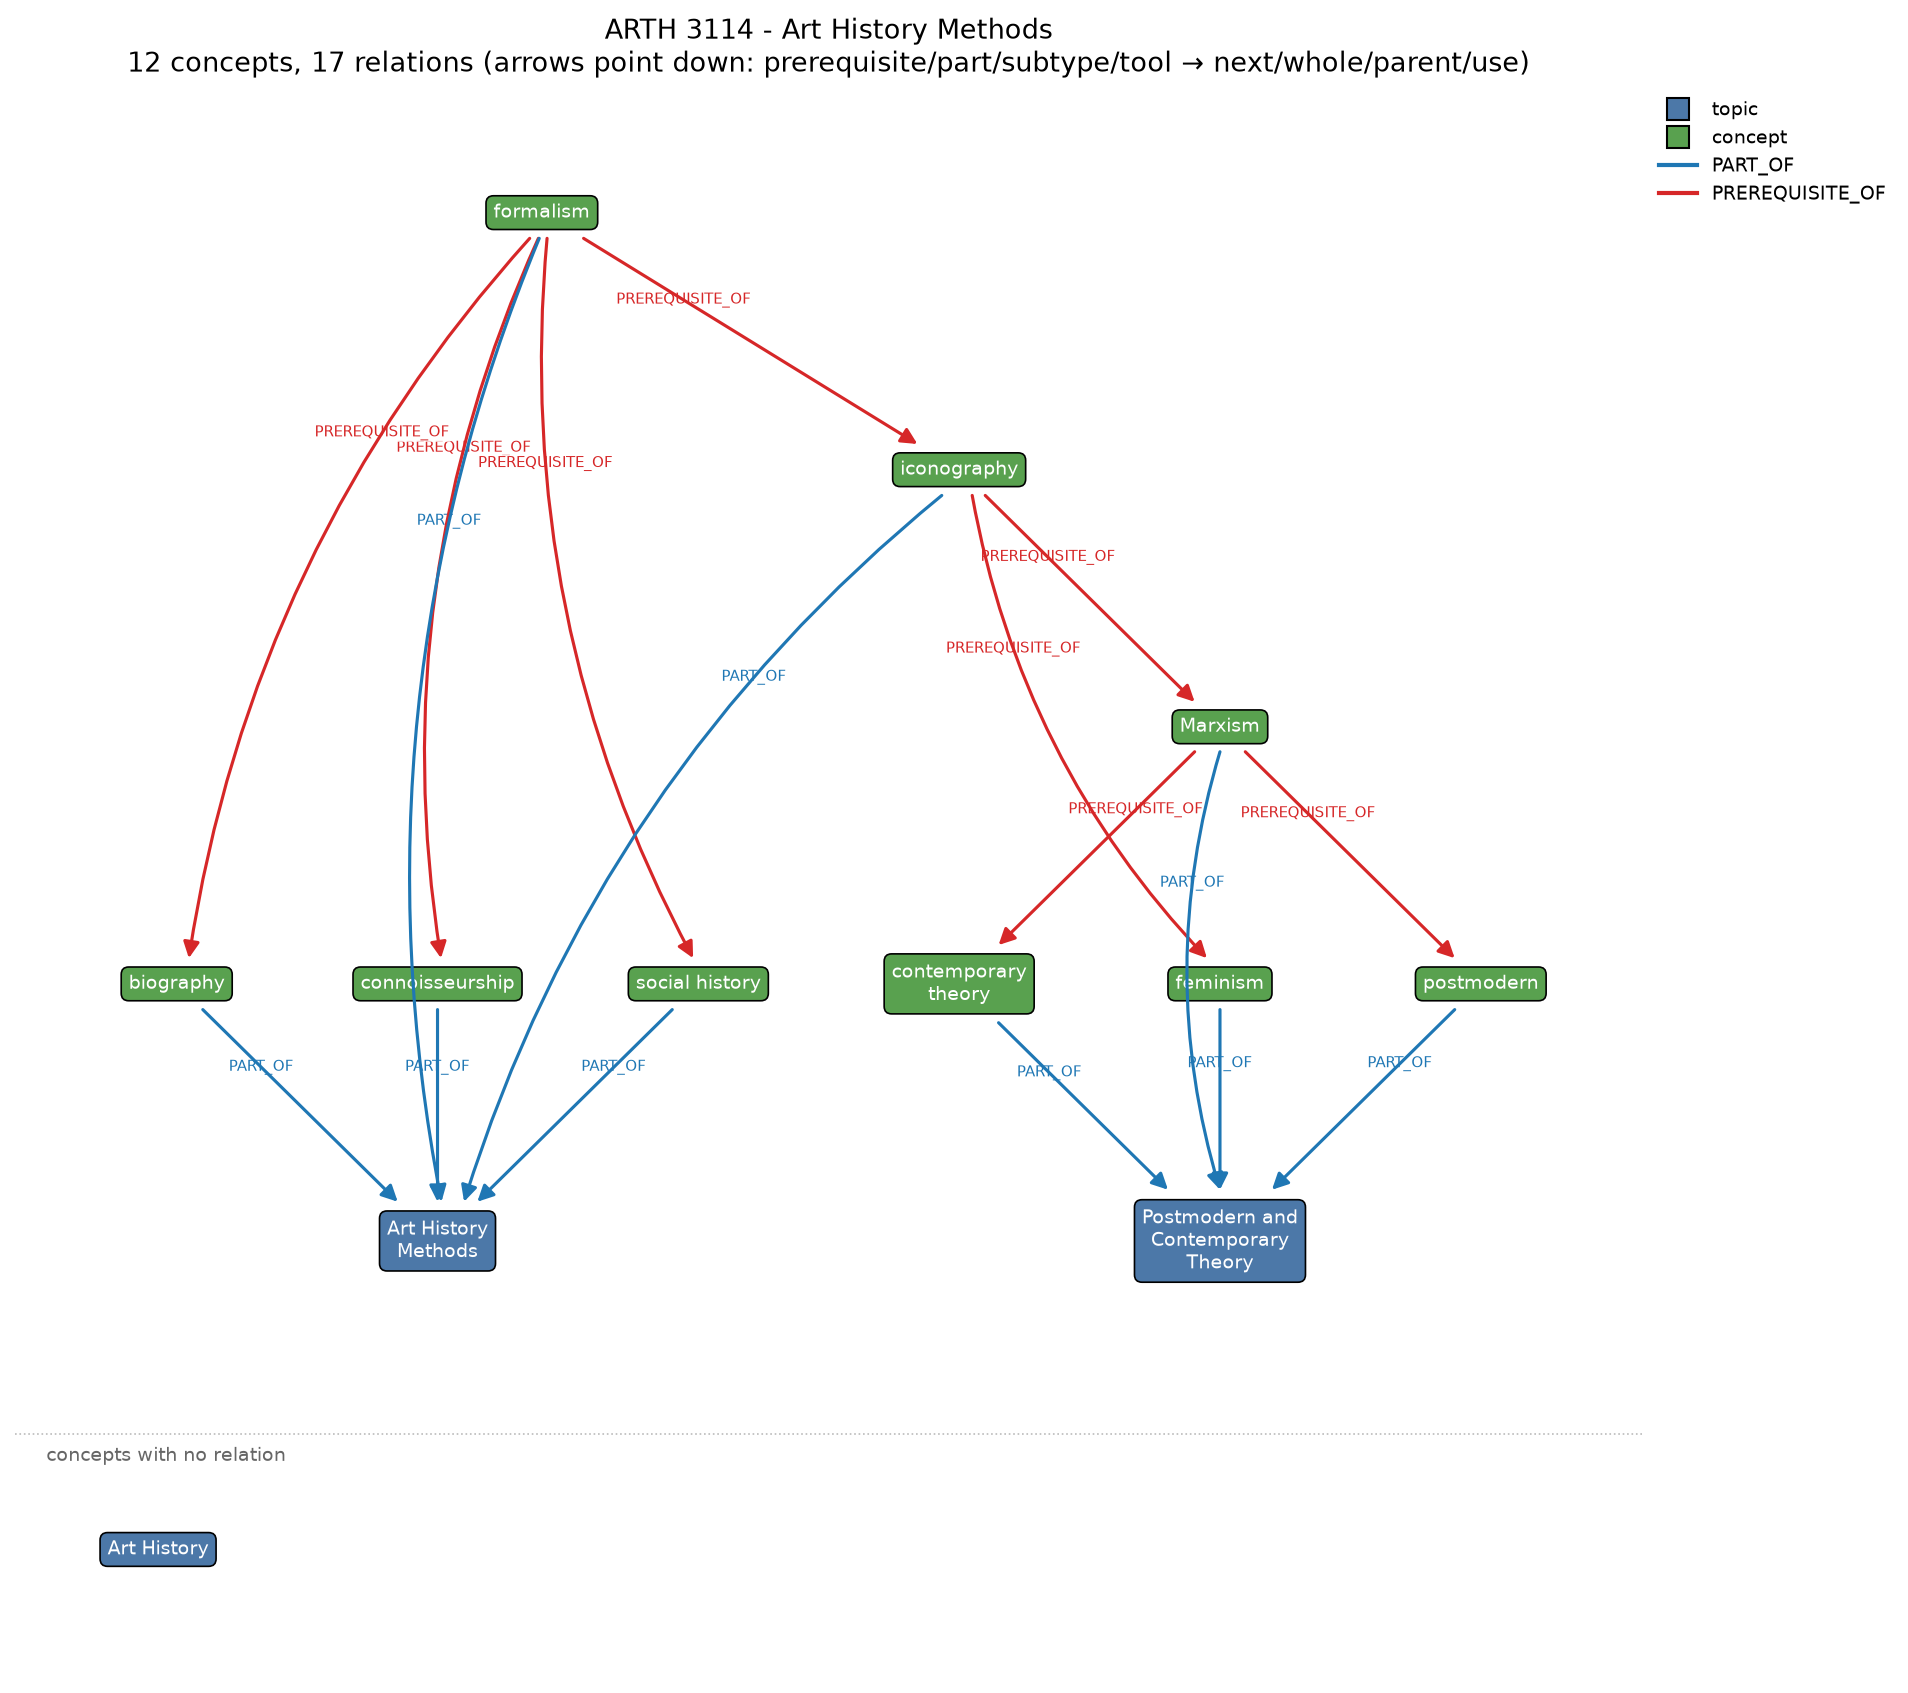 ARTH 3114 - Art History Methods
12 concepts, 17 relations (arrows point down: prerequisite/part/subtype/tool → next/whole/parent/use)
topic
concept
PART_OF
PREREQUISITE_OF
formalism
PREREQUISITE_OF
PREREQUISITE_OF
PREREQUISITE_OF
PREREQUISITE_OF
iconography
PART_OF
PREREQUISITE_OF
PREREQUISITE_OF
PART_OF
Marxism
PREREQUISITE_OF
PREREQUISITE_OF
PART_OF
biography
connoisseurship
social history
contemporary
theory
feminism
postmodern
PART_OF
PART_OF
PART_OF
PART_OF
PART_OF
PART_OF
Art History
Methods
Postmodern and
Contemporary
Theory
concepts with no relation
Art History